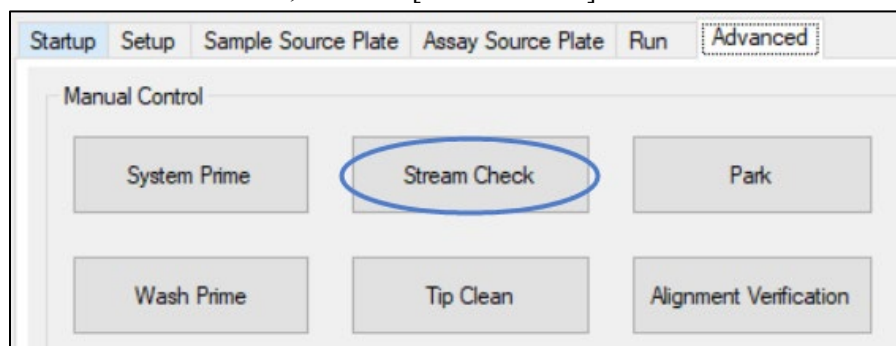 Startup Setup Sample Source Plate Assay Source Plate Run Advanced
Manual Control
System Prime Stream Check Park
Wash Prime Tip Clean Alignment Verification